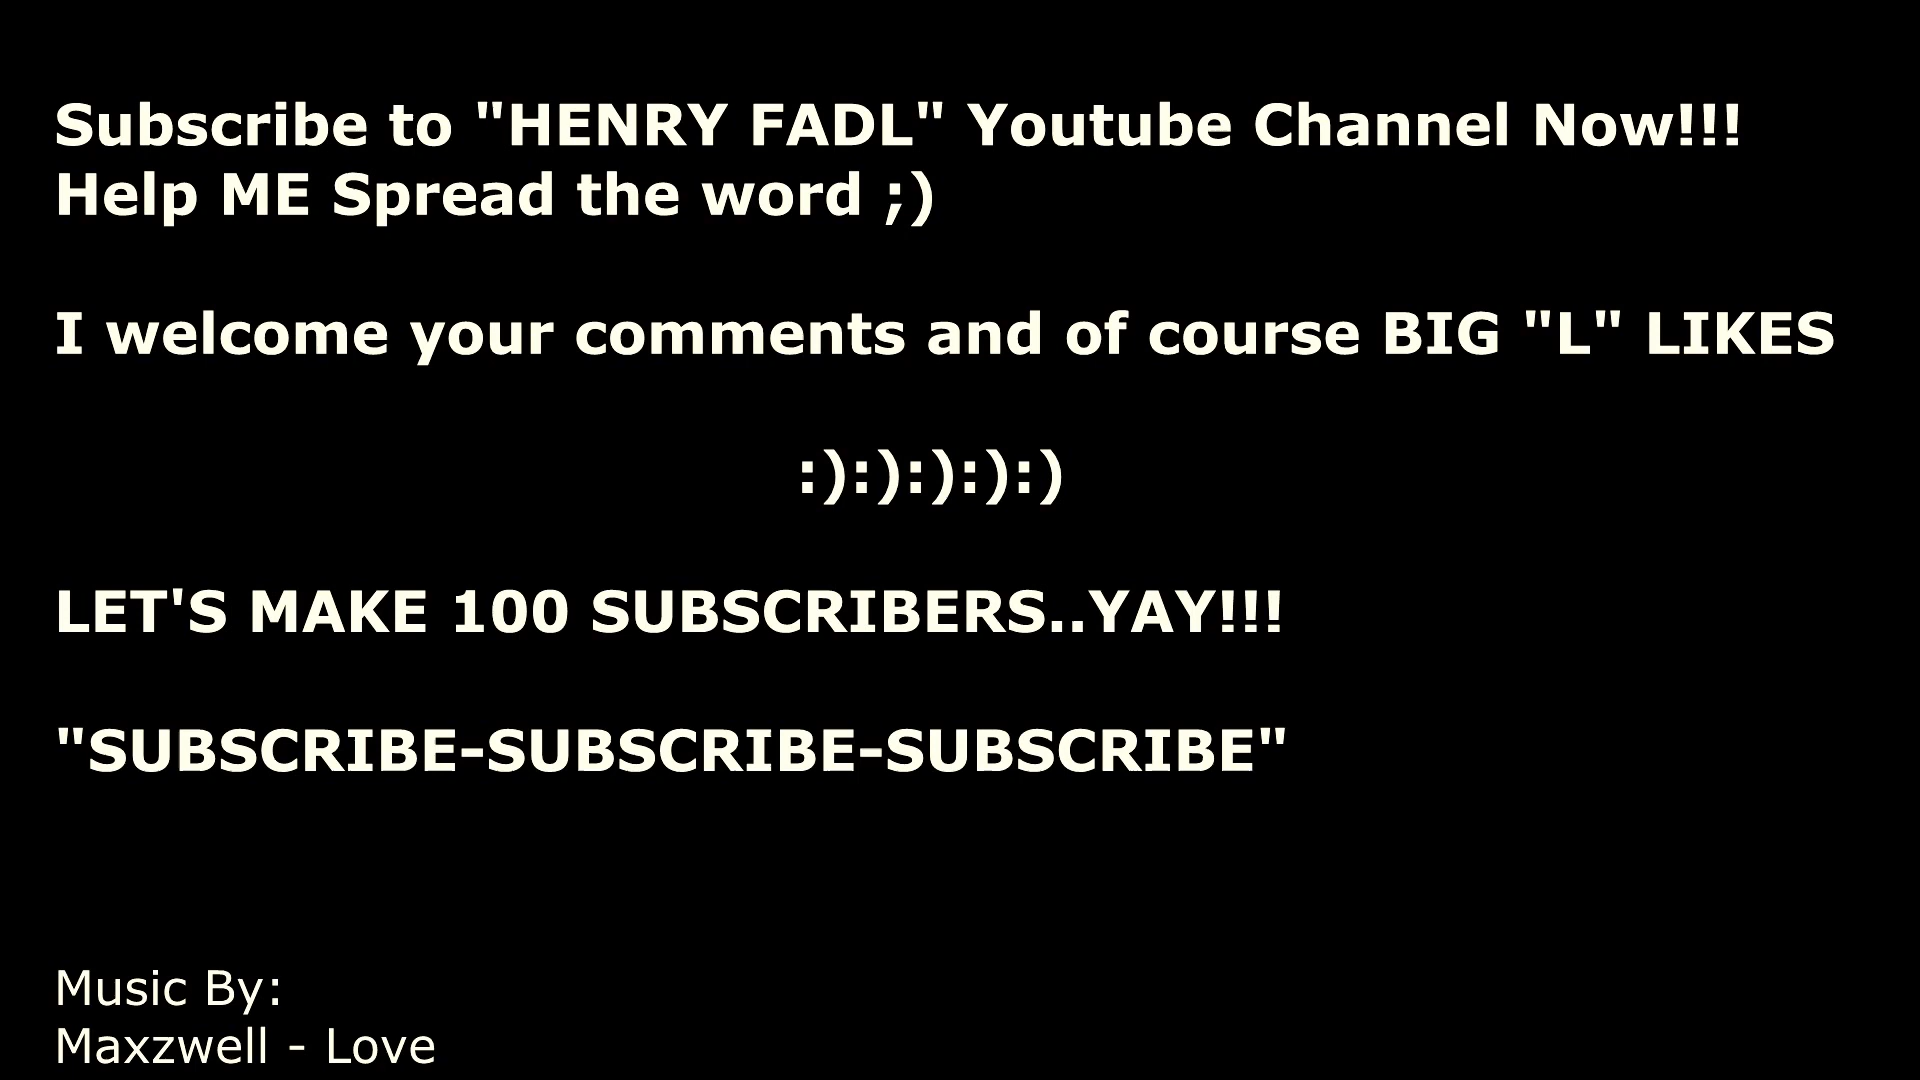 Subscribe to "HENRY FADL" Youtube Channel Now!!!
Help ME Spread the word ;)
I welcome your comments and of course BIG "L" LIKES
:):):):):)
LET'S MAKE 100 SUBSCRIBERS..YAY!!!
"SUBSCRIBE-SUBSCRIBE-SUBSCRIBE"
Music By:
Maxzwell - Love